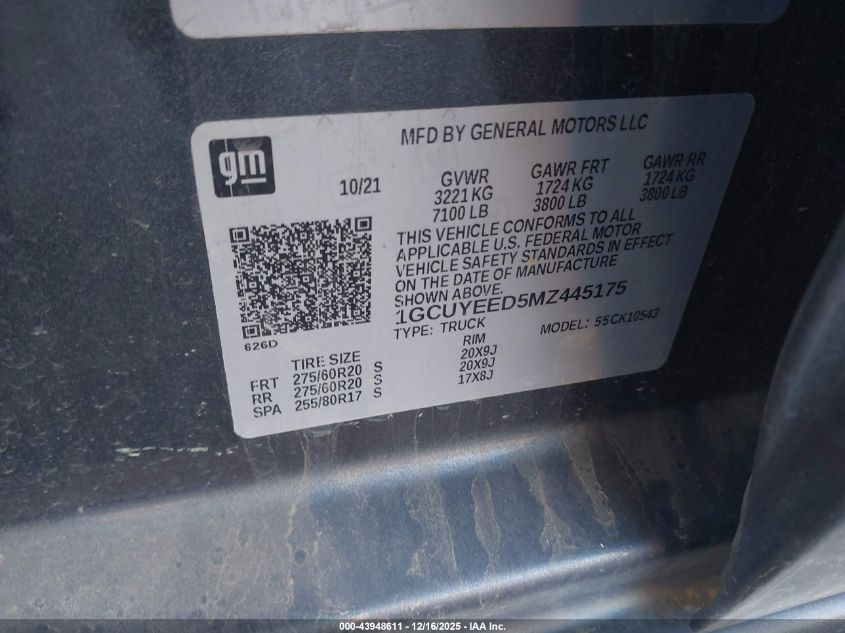 gm
MFD BY GENERAL MOTORS LLC
10/21
GVWR GAWR FRT GAWR RR
3221 KG 1724 KG 1724 KG
7100 LB 3800 LB 3800 LB
THIS VEHICLE CONFORMS TO ALL
APPLICABLE U.S. FEDERAL MOTOR
VEHICLE SAFETY STANDARDS IN EFFECT
ON THE DATE OF MANUFACTURE
SHOWN ABOVE.
1GCUYEED5MZ445175
TYPE: TRUCK MODEL: 55CK10543
626D
TIRE SIZE RIM
FRT 275/60R20 S 20X9J
RR 275/60R20 S 20X9J
SPA 255/80R17 S 17X8J
000-43948611 - 12/16/2025 - IAA Inc.